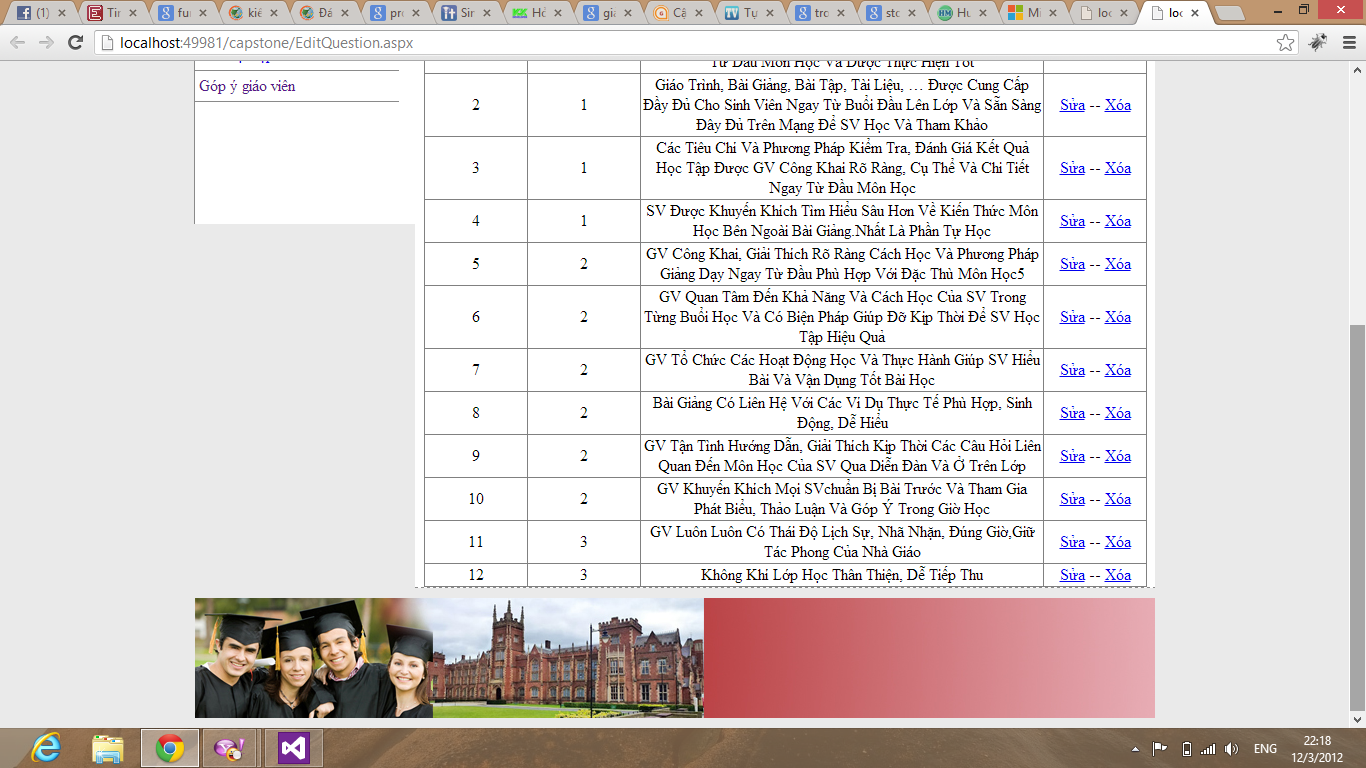 (1)
Tir
fur
kiế
Đá
pro
Sir
Hỏ
gia
Câ
Tụ
tro
sto
Hu
Mi
loc
loc
localhost:49981/capstone/EditQuestion.aspx
Góp ý giáo viên
Từ Đầu Môn Học Và Được Thực Hiện Tốt
2 1 Giáo Trình, Bài Giảng, Bài Tập, Tài Liệu, … Được Cung Cấp
Đầy Đủ Cho Sinh Viên Ngay Từ Buổi Đầu Lên Lớp Và Sẵn Sàng
Đây Đủ Trên Mạng Để SV Học Và Tham Khảo
Sửa -- Xóa
3 1 Các Tiêu Chí Và Phương Pháp Kiểm Tra, Đánh Giá Kết Quả
Học Tập Được GV Công Khai Rõ Ràng, Cụ Thể Và Chi Tiết
Ngay Từ Đầu Môn Học
Sửa -- Xóa
4 1 SV Được Khuyến Khích Tìm Hiểu Sâu Hơn Về Kiến Thức Môn
Học Bên Ngoài Bài Giảng.Nhất Là Phần Tự Học
Sửa -- Xóa
5 2 GV Công Khai, Giải Thích Rõ Ràng Cách Học Và Phương Pháp
Giảng Dạy Ngay Từ Đầu Phù Hợp Với Đặc Thù Môn Học5
Sửa -- Xóa
6 2 GV Quan Tâm Đến Khả Năng Và Cách Học Của SV Trong
Từng Buổi Học Và Có Biện Pháp Giúp Đỡ Kịp Thời Để SV Học
Tập Hiệu Quả
Sửa -- Xóa
7 2 GV Tổ Chức Các Hoạt Động Học Và Thực Hành Giúp SV Hiểu
Bài Và Vận Dụng Tốt Bài Học
Sửa -- Xóa
8 2 Bài Giảng Có Liên Hệ Với Các Ví Dụ Thực Tế Phù Hợp, Sinh
Động, Dễ Hiểu
Sửa -- Xóa
9 2 GV Tận Tình Hướng Dẫn, Giải Thích Kịp Thời Các Câu Hỏi Liên
Quan Đến Môn Học Của SV Qua Diễn Đàn Và Ở Trên Lớp
Sửa -- Xóa
10 2 GV Khuyến Khích Mọi SVchuẩn Bị Bài Trước Và Tham Gia
Phát Biểu, Thảo Luận Và Góp Ý Trong Giờ Học
Sửa -- Xóa
11 3 GV Luôn Luôn Có Thái Độ Lịch Sự, Nhã Nhặn, Đúng Giờ,Giữ
Tác Phong Của Nhà Giáo
Sửa -- Xóa
12 3 Không Khí Lớp Học Thân Thiện, Dễ Tiếp Thu Sửa -- Xóa
ENG
22:18
12/3/2012